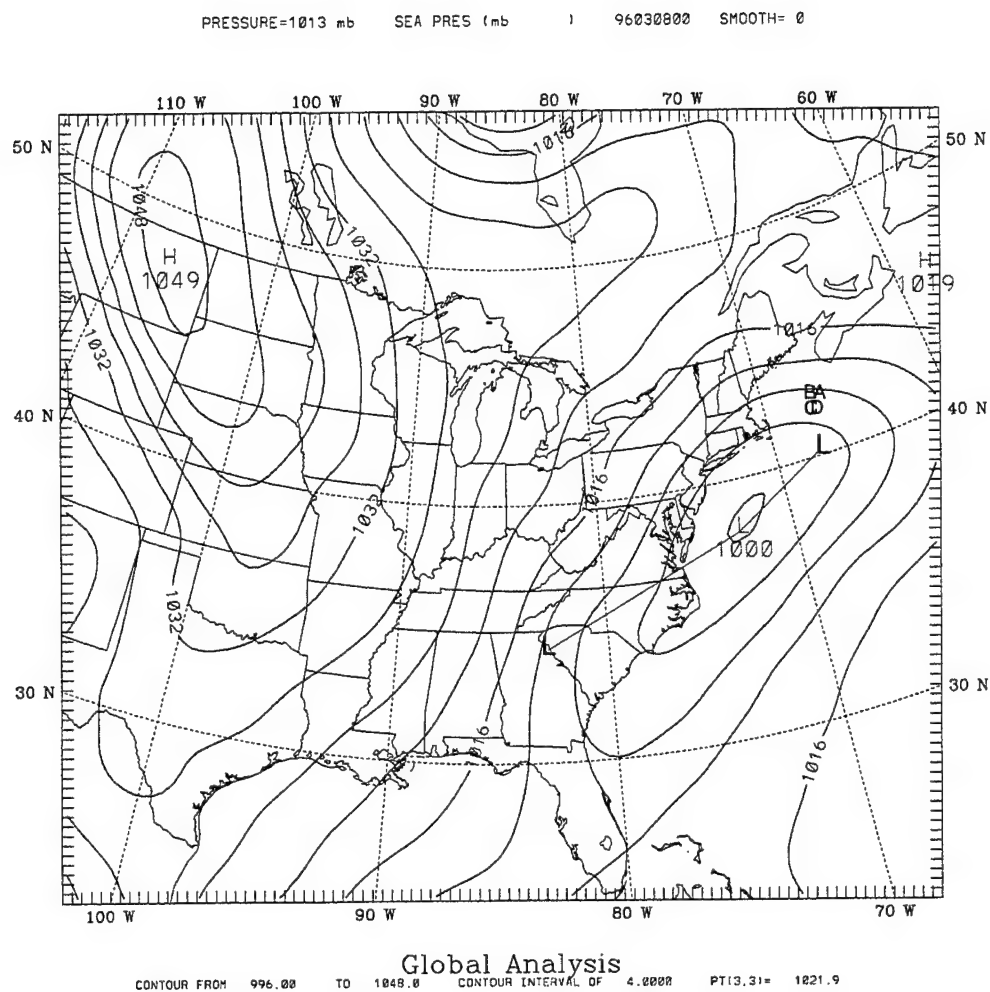 PRESSURE=1013 mb SEA PRES (mb ) 96030800 SMOOTH= 0
110 W 100 W 90 W 80 W 70 W 60 W
50 N 50 N
1016
1048
1032
H H
1049 1019
1016
1032
40 N 40 N
L
1016
1032
L
1000
1032
L
30 N 30 N
1016
1016
100 W 90 W 80 W 70 W
Global Analysis
CONTOUR FROM 996.00 TO 1048.0 CONTOUR INTERVAL OF 4.0000 PT(3,3)= 1021.9